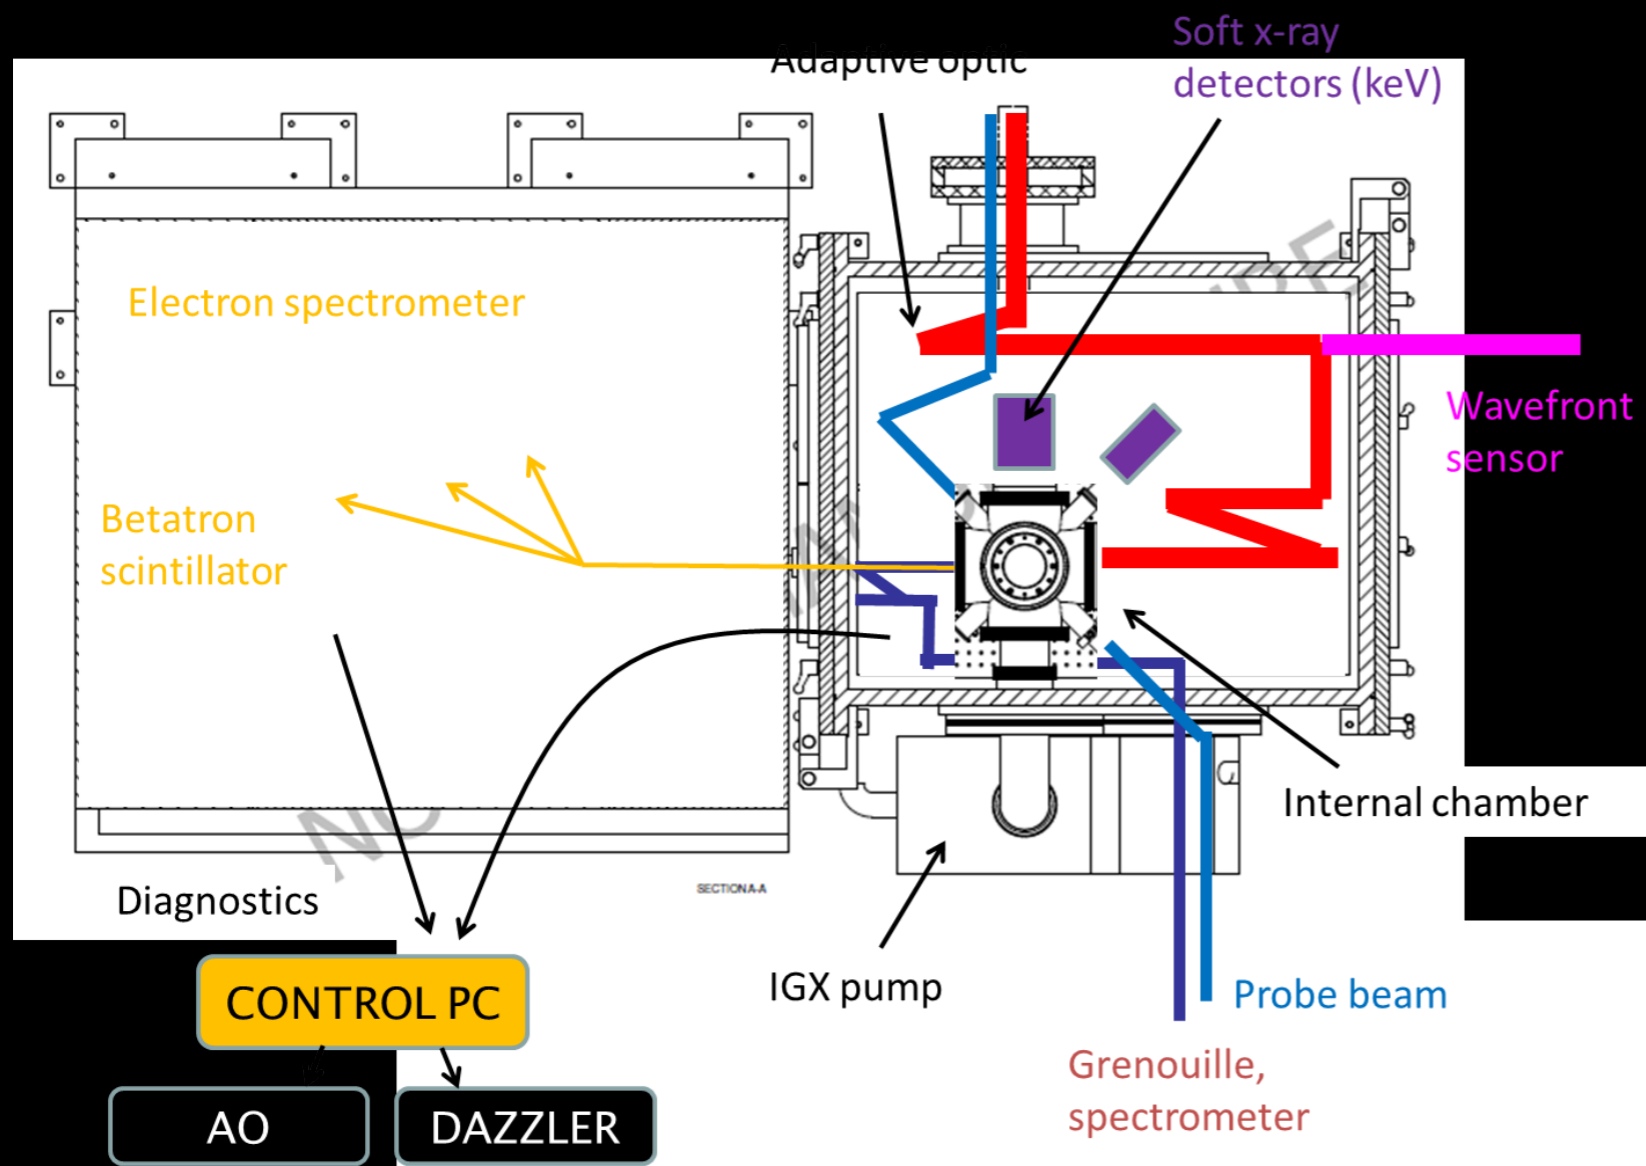 Soft x-ray
detectors (keV)
Adaptive optic
Electron spectrometer
Wavefront
sensor
Betatron
scintillator
Internal chamber
Diagnostics
SECTION A-A
IGX pump
Probe beam
CONTROL PC
Grenouille,
spectrometer
AO
DAZZLER